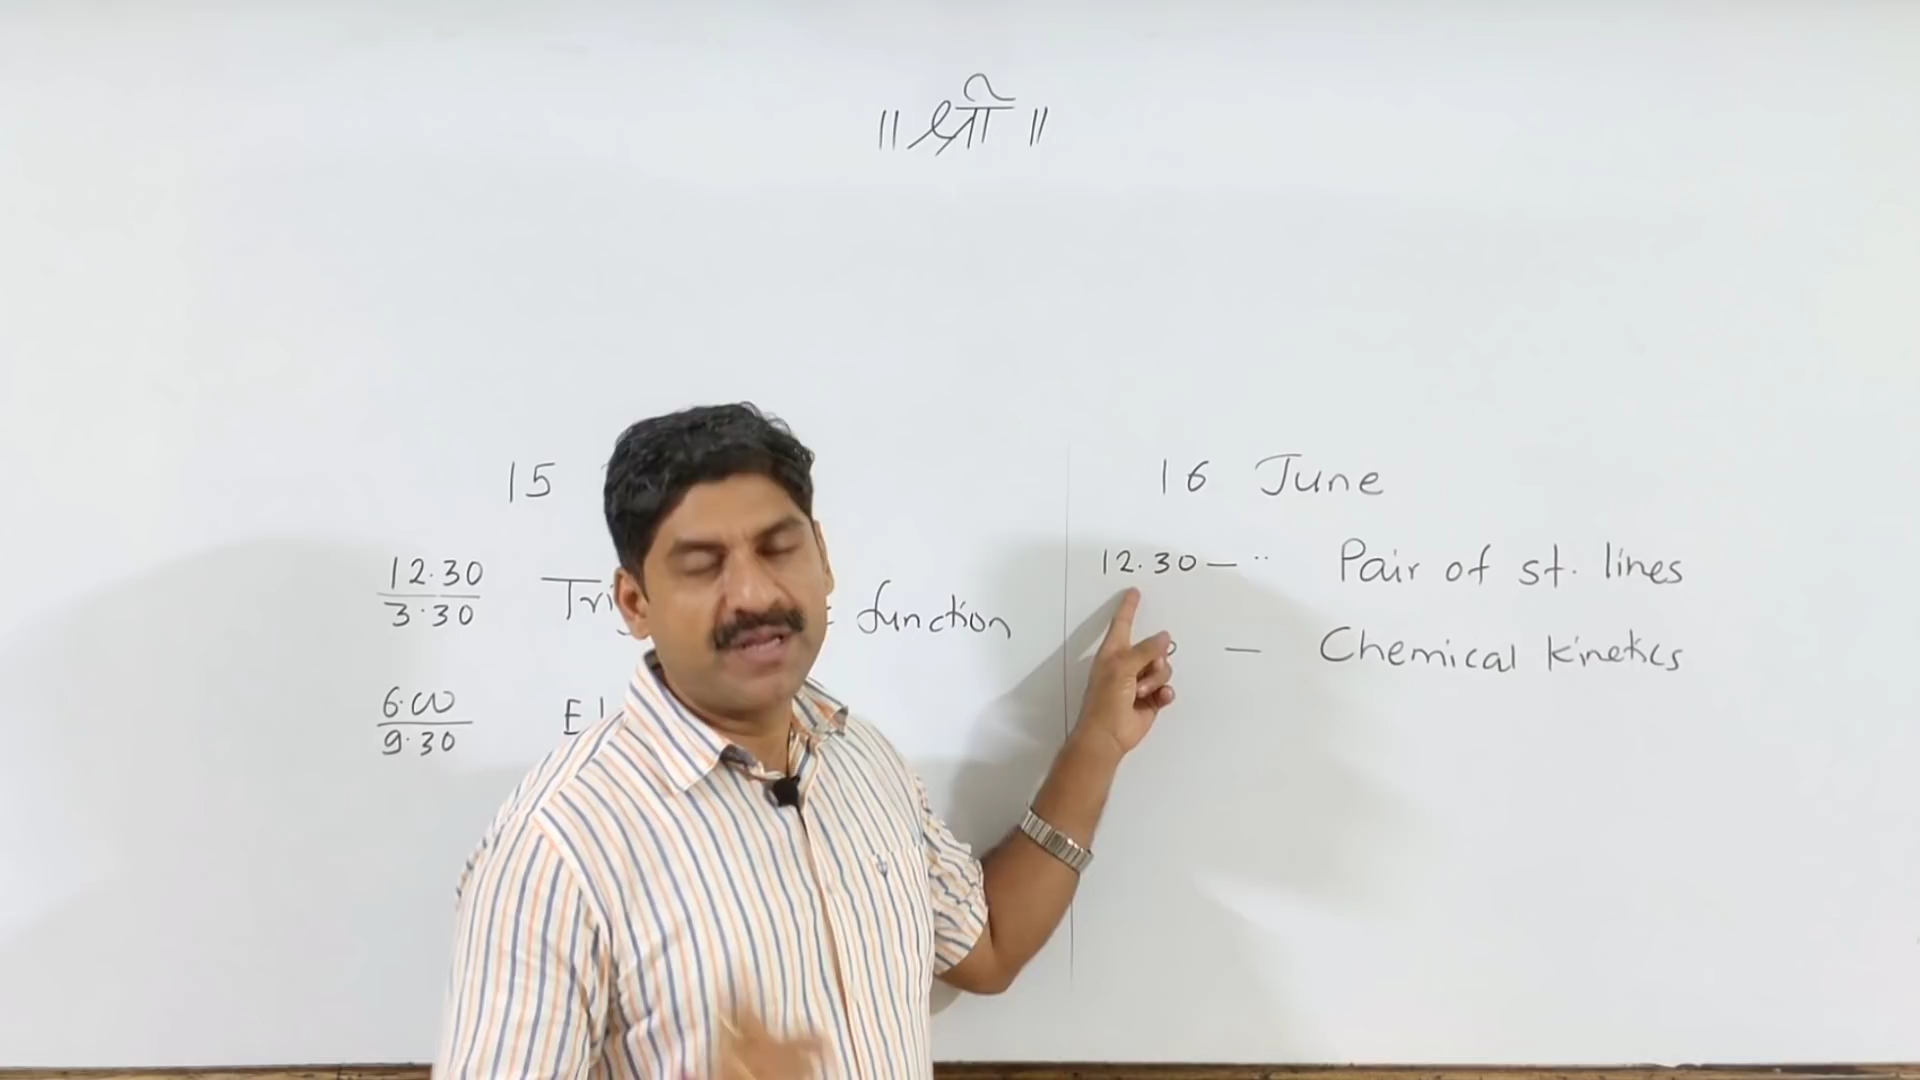 ॥ श्री ॥
15
12.30
3.30
Tri function
6.00
9.30
El
16 June
12.30 — ¨ Pair of st. lines
— Chemical kinetics